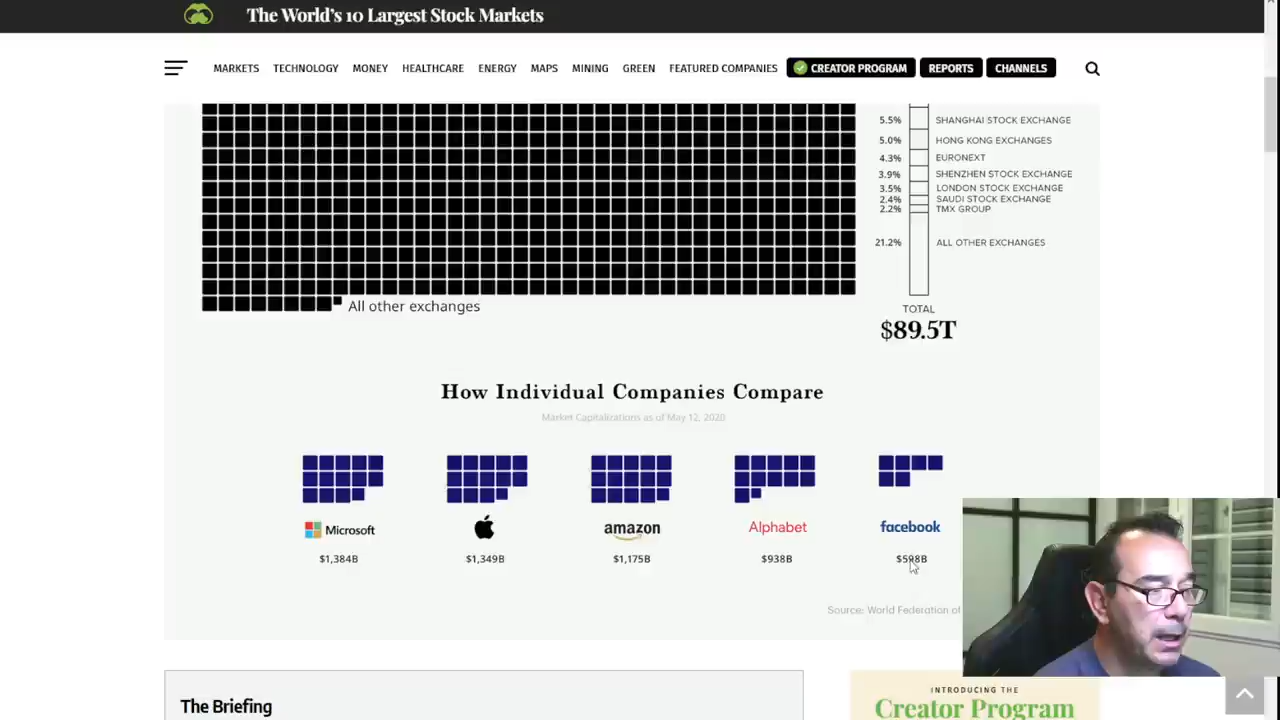 The World's 10 Largest Stock Markets
MARKETS TECHNOLOGY MONEY HEALTHCARE ENERGY MAPS MINING GREEN FEATURED COMPANIES CREATOR PROGRAM REPORTS CHANNELS
5.5% SHANGHAI STOCK EXCHANGE
5.0% HONG KONG EXCHANGES
4.3% EURONEXT
3.9% SHENZHEN STOCK EXCHANGE
3.5% LONDON STOCK EXCHANGE
2.4% SAUDI STOCK EXCHANGE
2.2% TMX GROUP
21.2% ALL OTHER EXCHANGES
All other exchanges
TOTAL
$89.5T
How Individual Companies Compare
Market Capitalizations as of May 12, 2020
Microsoft amazon Alphabet facebook
$1,384B $1,349B $1,175B $938B $598B
Source: World Federation of
The Briefing
INTRODUCING THE
Creator Program